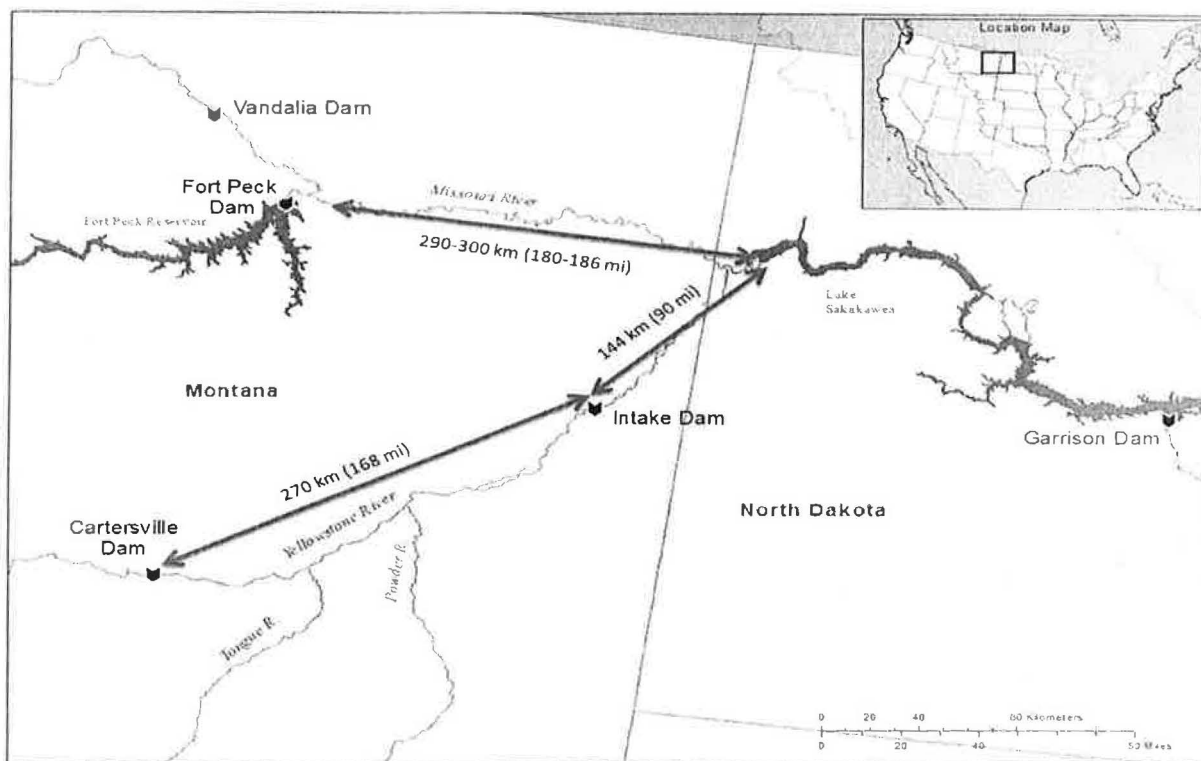 Location Map
Vandalia Dam
Fort Peck
Dam
Fort Peck Reservoir
Missouri River
290-300 km (180-186 mi)
Lake
Sakakawea
144 km (90 mi)
Montana
Intake Dam
Garrison Dam
270 km (168 mi)
Yellowstone River
North Dakota
Cartersville
Dam
Powder R.
Tongue R.
0 20 40 80 Kilometers
0 20 40 80 Miles